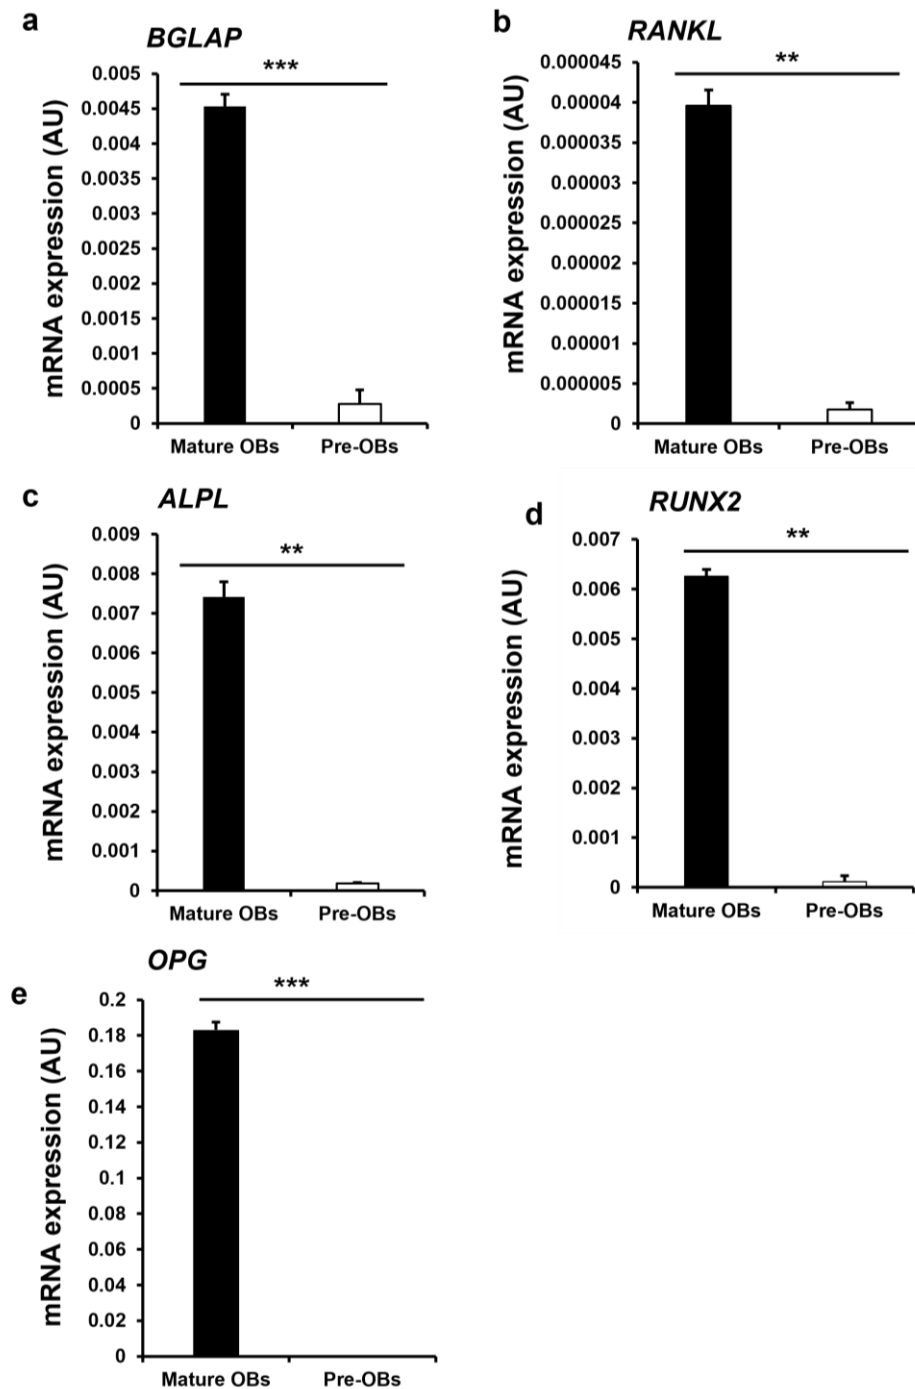 a
BGLAP
***
mRNA expression (AU)
0.005
0.0045
0.004
0.0035
0.003
0.0025
0.002
0.0015
0.001
0.0005
0
Mature OBs Pre-OBs
b
RANKL
**
mRNA expression (AU)
0.000045
0.00004
0.000035
0.00003
0.000025
0.00002
0.000015
0.00001
0.000005
0
Mature OBs Pre-OBs
c
ALPL
**
mRNA expression (AU)
0.009
0.008
0.007
0.006
0.005
0.004
0.003
0.002
0.001
0
Mature OBs Pre-OBs
d
RUNX2
**
mRNA expression (AU)
0.007
0.006
0.005
0.004
0.003
0.002
0.001
0
Mature OBs Pre-OBs
e
OPG
***
mRNA expression (AU)
0.2
0.18
0.16
0.14
0.12
0.1
0.08
0.06
0.04
0.02
0
Mature OBs Pre-OBs